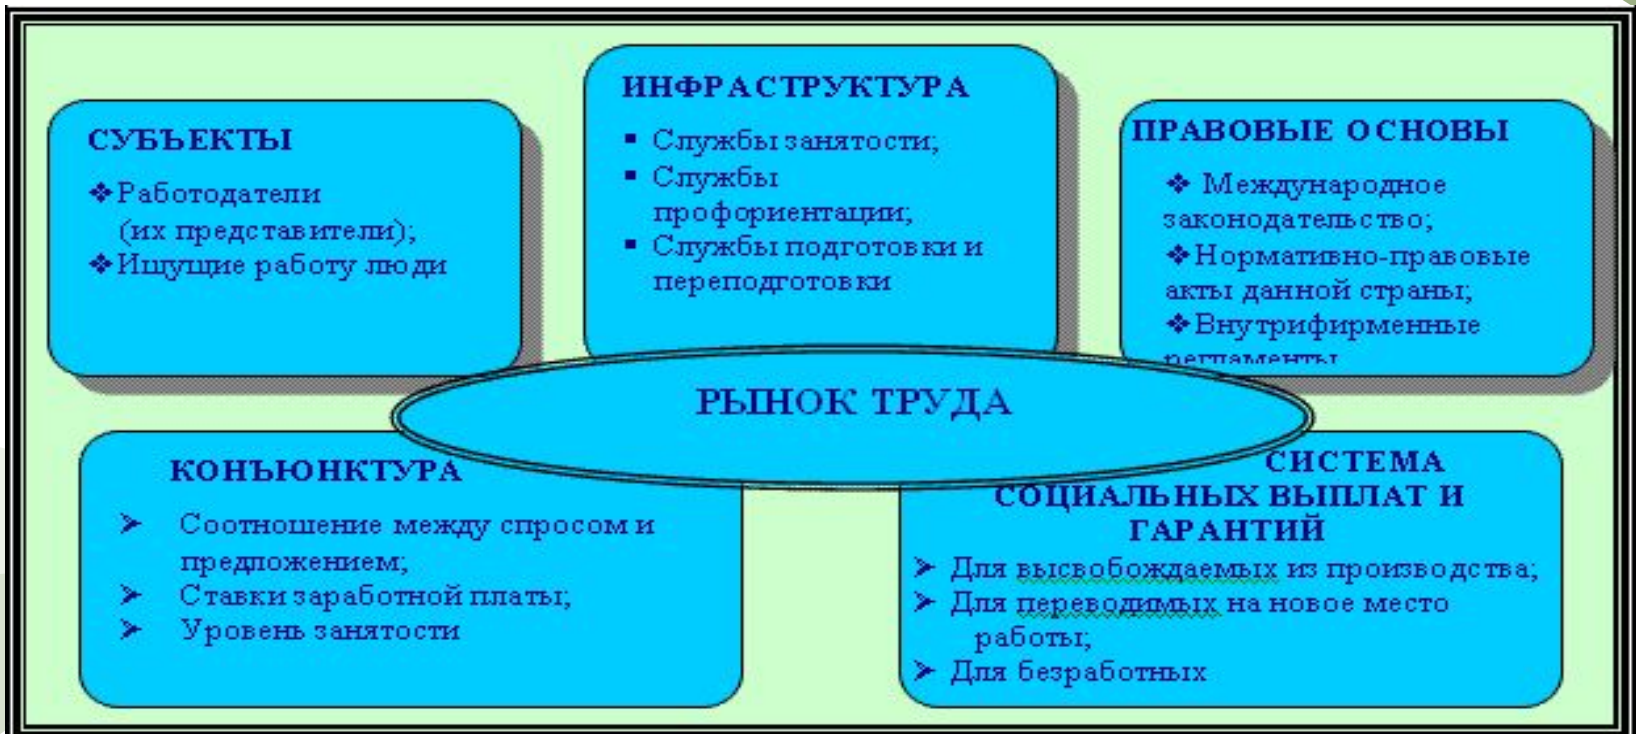 СУБЪЕКТЫ
❖Работодатели
(их представители);
❖Ищущие работу люди
ИНФРАСТРУКТУРА
▪ Службы занятости;
▪ Службы
профориентации;
▪ Службы подготовки и
переподготовки
ПРАВОВЫЕ ОСНОВЫ
❖ Международное
законодательство;
❖Нормативно-правовые
акты данной страны;
❖Внутрифирменные
регламенты
РЫНОК ТРУДА
КОНЪЮНКТУРА
➢ Соотношение между спросом и
предложением;
➢ Ставки заработной платы;
➢ Уровень занятости
СИСТЕМА
СОЦИАЛЬНЫХ ВЫПЛАТ И
ГАРАНТИЙ
➢ Для высвобождаемых из производства;
➢ Для переводимых на новое место
работы;
➢ Для безработных